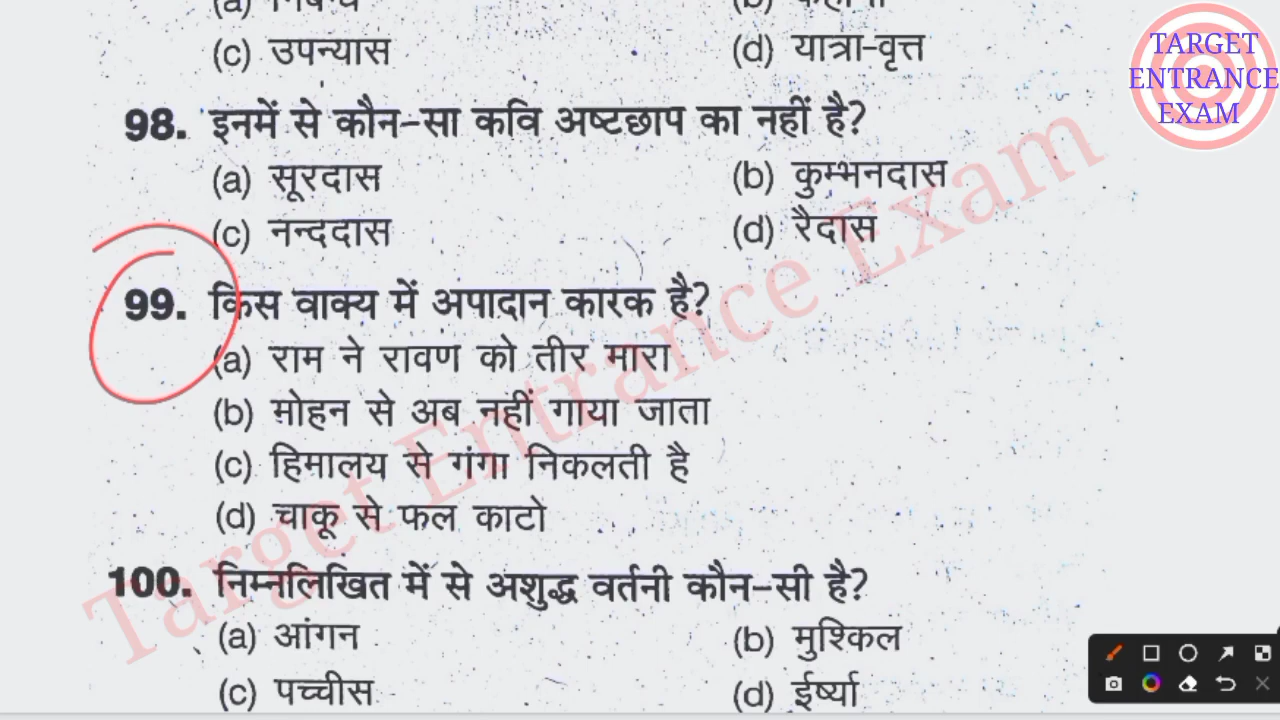 (c) उपन्यास
(d) यात्रा-वृत्त
98. इनमें से कौन-सा कवि अष्टछाप का नहीं है?
(a) सूरदास
(b) कुम्भनदास
(c) नन्ददास
(d) रैदास
99. किस वाक्य में अपादान कारक है?
(a) राम ने रावण को तीर मारा
(b) मोहन से अब नहीं गाया जाता
(c) हिमालय से गंगा निकलती है
(d) चाकू से फल काटो
100. निम्नलिखित में से अशुद्ध वर्तनी कौन-सी है?
(a) आंगन
(b) मुश्किल
(c) पच्चीस
(d) ईर्ष्या
TARGET
ENTRANCE
EXAM
Target Entrance Exam